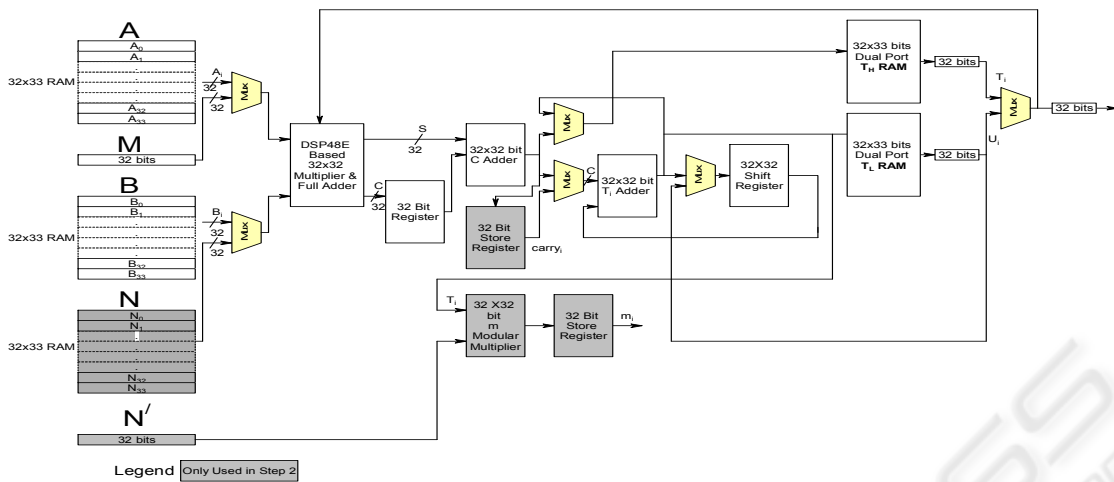 A
A0
A1
32x33 RAM
A32
A33
Ai
32
32
Mux
M
32 bits
B
B0
B1
32x33 RAM
B32
B33
Bi
32
32
Mux
N
N0
N1
32x33 RAM
N32
N33
N′
32 bits
Legend
Only Used in Step 2
DSP48E
Based
32x32
Multiplier &
Full Adder
S
32
C
32
32 Bit
Register
32x32 bit
C Adder
Mux
Mux
C
32
32 Bit
Store
Register
carryi
32x32 bit
Ti Adder
Mux
32X32
Shift
Register
Ti
32 X32
bit
m
Modular
Multiplier
32 Bit
Store
Register
mi
32x33 bits
Dual Port
TH RAM
32 bits
Ti
32x33 bits
Dual Port
TL RAM
32 bits
Ui
Mux
32 bits